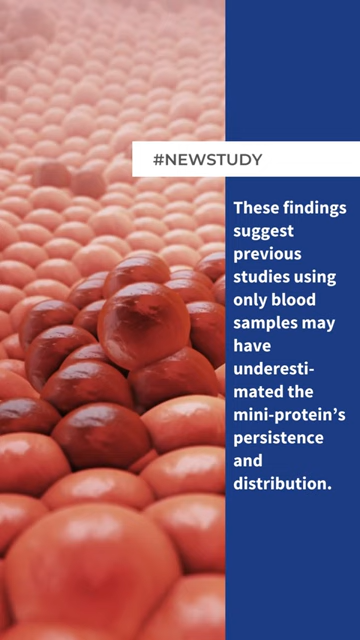 #NEWSTUDY
These findings
suggest
previous
studies using
only blood
samples may
have
underesti-
mated the
mini-protein’s
persistence
and
distribution.